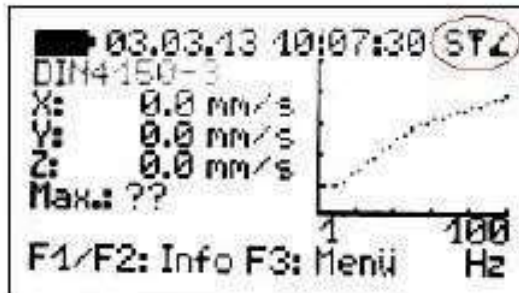 03.03.13 10:07:30 S
DIN4150-3
X: 0.0 mm/s
Y: 0.0 mm/s
Z: 0.0 mm/s
Max.: ??
1 100
F1/F2: Info F3: Menü Hz